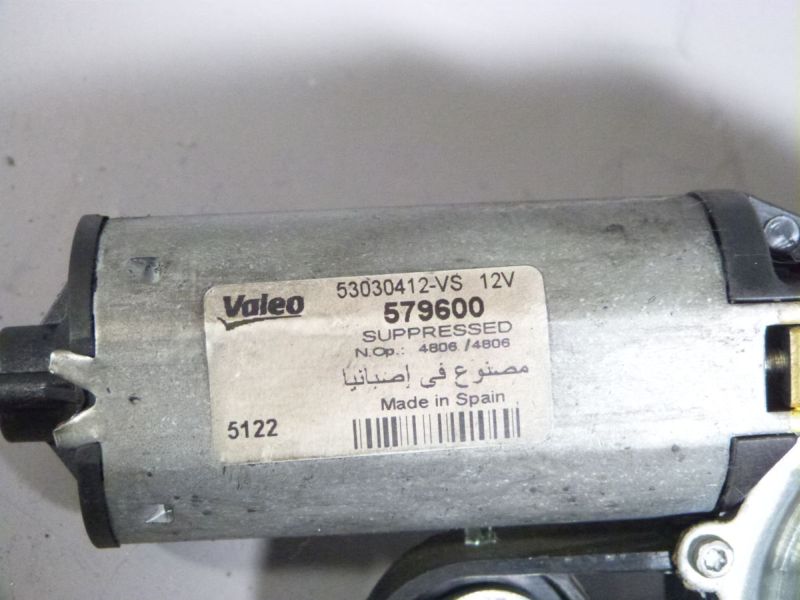 Valeo 53030412-VS 12V
579600
SUPPRESSED
N.Op.: 4806./4806
مصنوع في إصبانيا
Made in Spain
5122